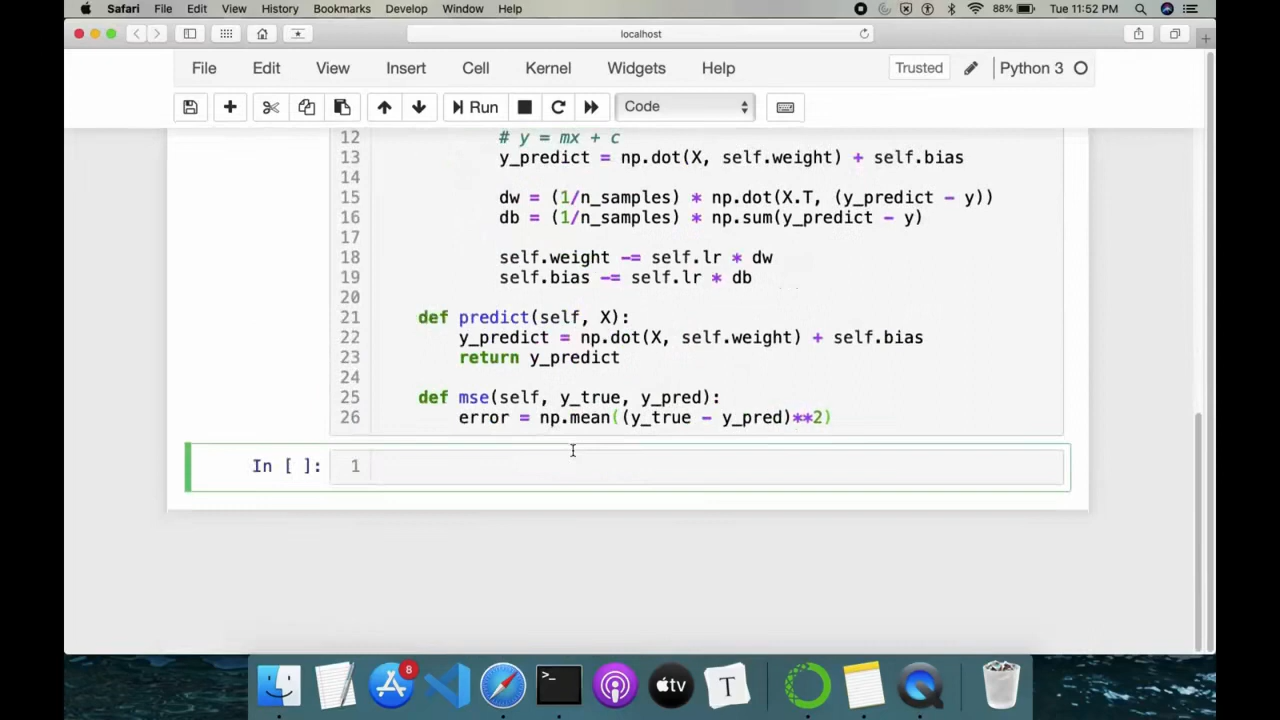 Safari File Edit View History Bookmarks Develop Window Help 88% Tue 11:52 PM
localhost
File Edit View Insert Cell Kernel Widgets Help Trusted Python 3
Run Code
12 # y = mx + c
13 y_predict = np.dot(X, self.weight) + self.bias
14
15 dw = (1/n_samples) * np.dot(X.T, (y_predict - y))
16 db = (1/n_samples) * np.sum(y_predict - y)
17
18 self.weight -= self.lr * dw
19 self.bias -= self.lr * db
20
21 def predict(self, X):
22 y_predict = np.dot(X, self.weight) + self.bias
23 return y_predict
24
25 def mse(self, y_true, y_pred):
26 error = np.mean((y_true - y_pred)**2)
In [ ]: 1
8
>_
tv
T